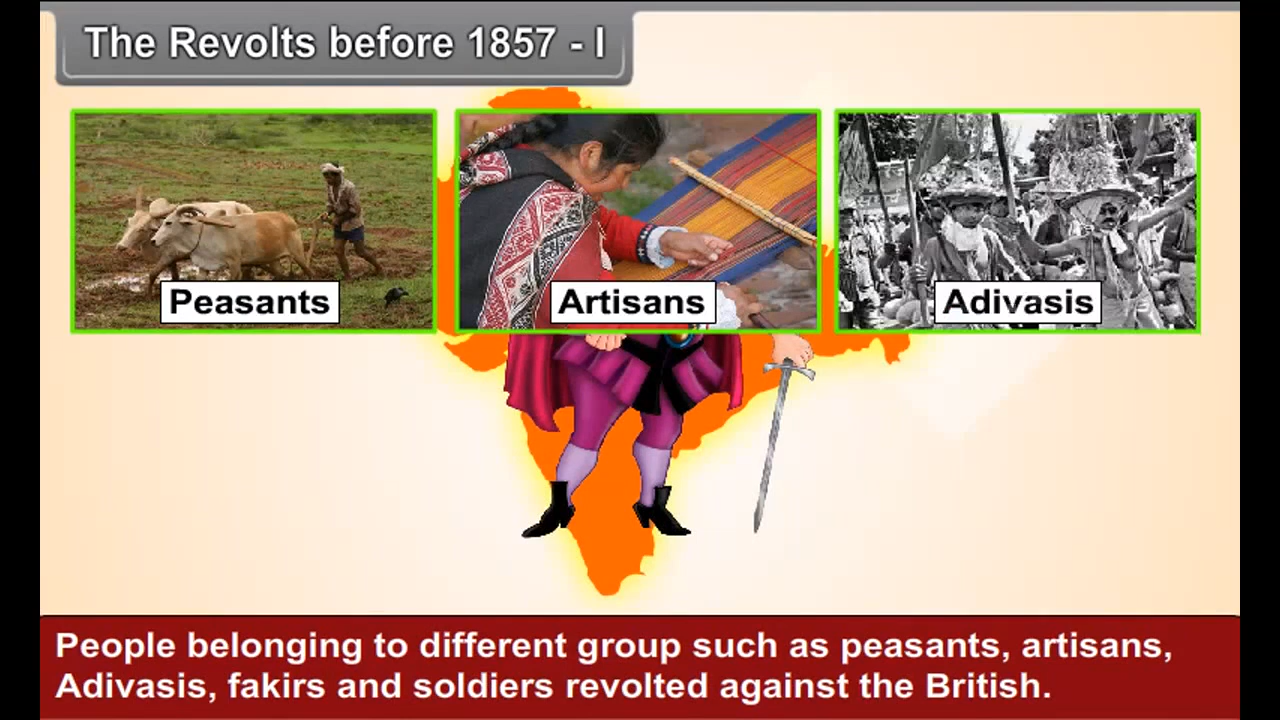 The Revolts before 1857 - I
Peasants
Artisans
Adivasis
People belonging to different group such as peasants, artisans,
Adivasis, fakirs and soldiers revolted against the British.